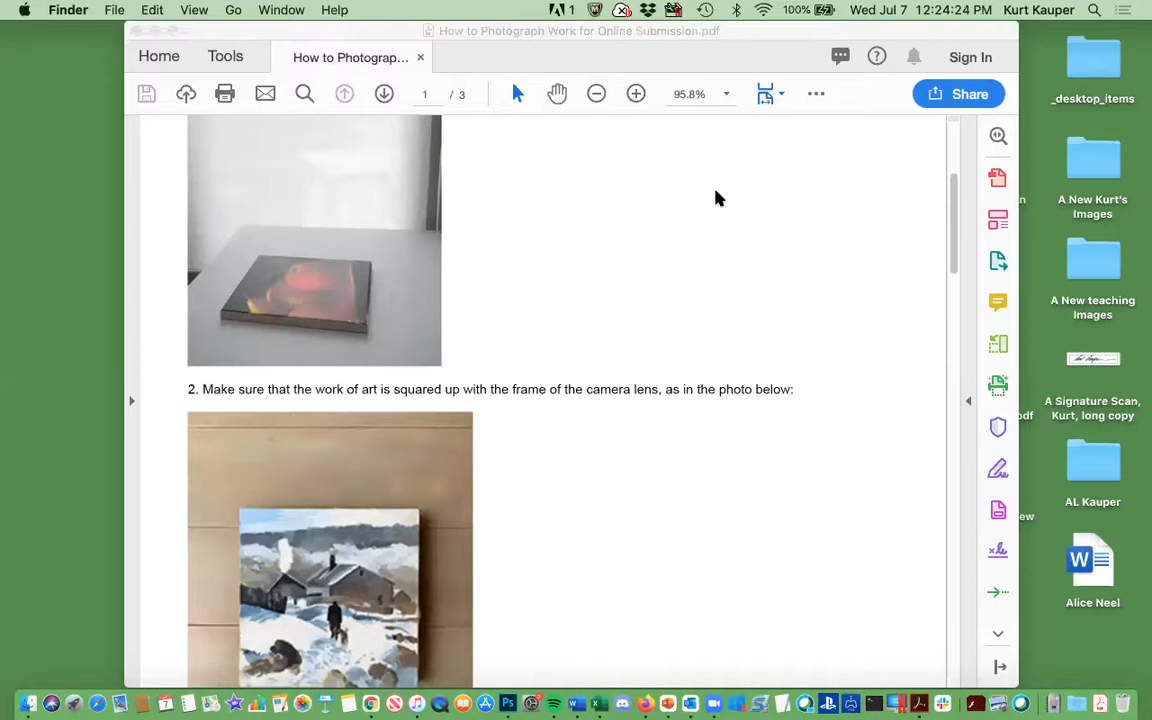 Finder File Edit View Go Window Help 1 100% Wed Jul 7 12:24:24 PM Kurt Kauper
How to Photograph Work for Online Submission.pdf
Home Tools How to Photograp... × Sign In
1 / 3 95.8% Share
2. Make sure that the work of art is squared up with the frame of the camera lens, as in the photo below:
_desktop_items
A New Kurt's
Images
A New teaching
Images
A Signature Scan,
Kurt, long copy
AL Kauper
W
Alice Neel
n
df
ew